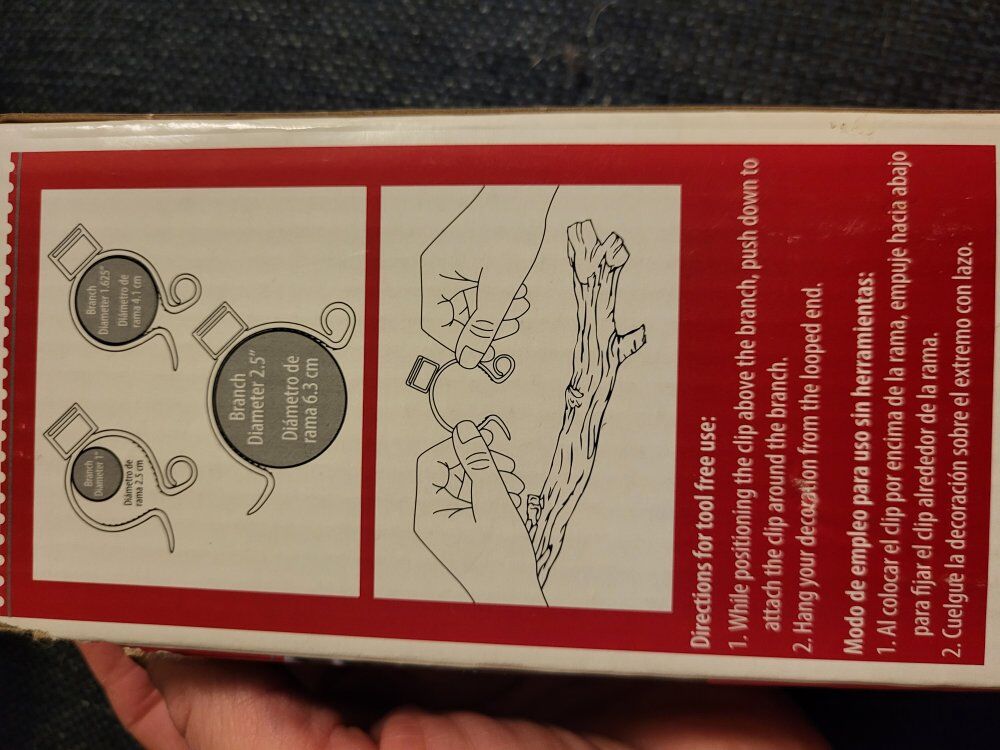 Branch
Diameter 1"
Diámetro de
rama 2.5 cm
Branch
Diameter 1.625"
Diámetro de
rama 4.1 cm
Branch
Diameter 2.5"
Diámetro de
rama 6.3 cm
Directions for tool free use:
1. While positioning the clip above the branch, push down to
attach the clip around the branch.
2. Hang your decoration from the looped end.
Modo de empleo para uso sin herramientas:
1. Al colocar el clip por encima de la rama, empuje hacia abajo
para fijar el clip alrededor de la rama.
2. Cuelgue la decoración sobre el extremo con lazo.